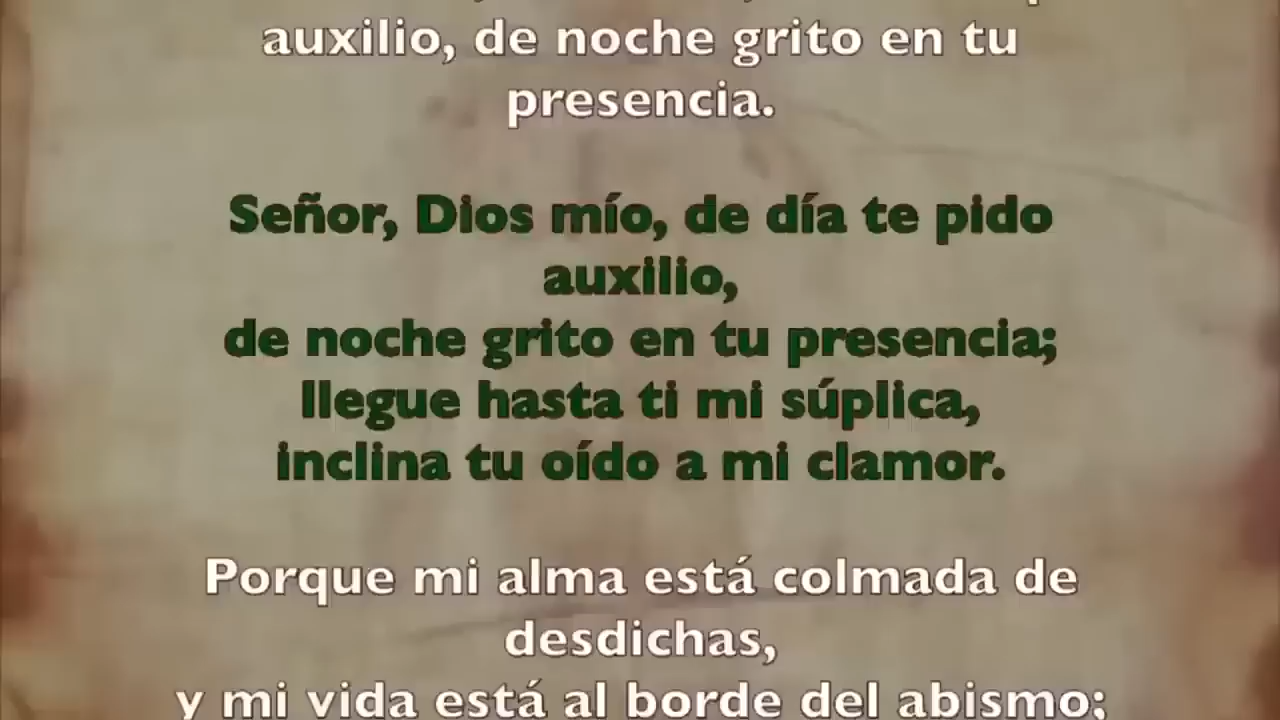 auxilio, de noche grito en tu
presencia.
Señor, Dios mío, de día te pido
auxilio,
de noche grito en tu presencia;
llegue hasta ti mi súplica,
inclina tu oído a mi clamor.
Porque mi alma está colmada de
desdichas,
y mi vida está al borde del abismo;